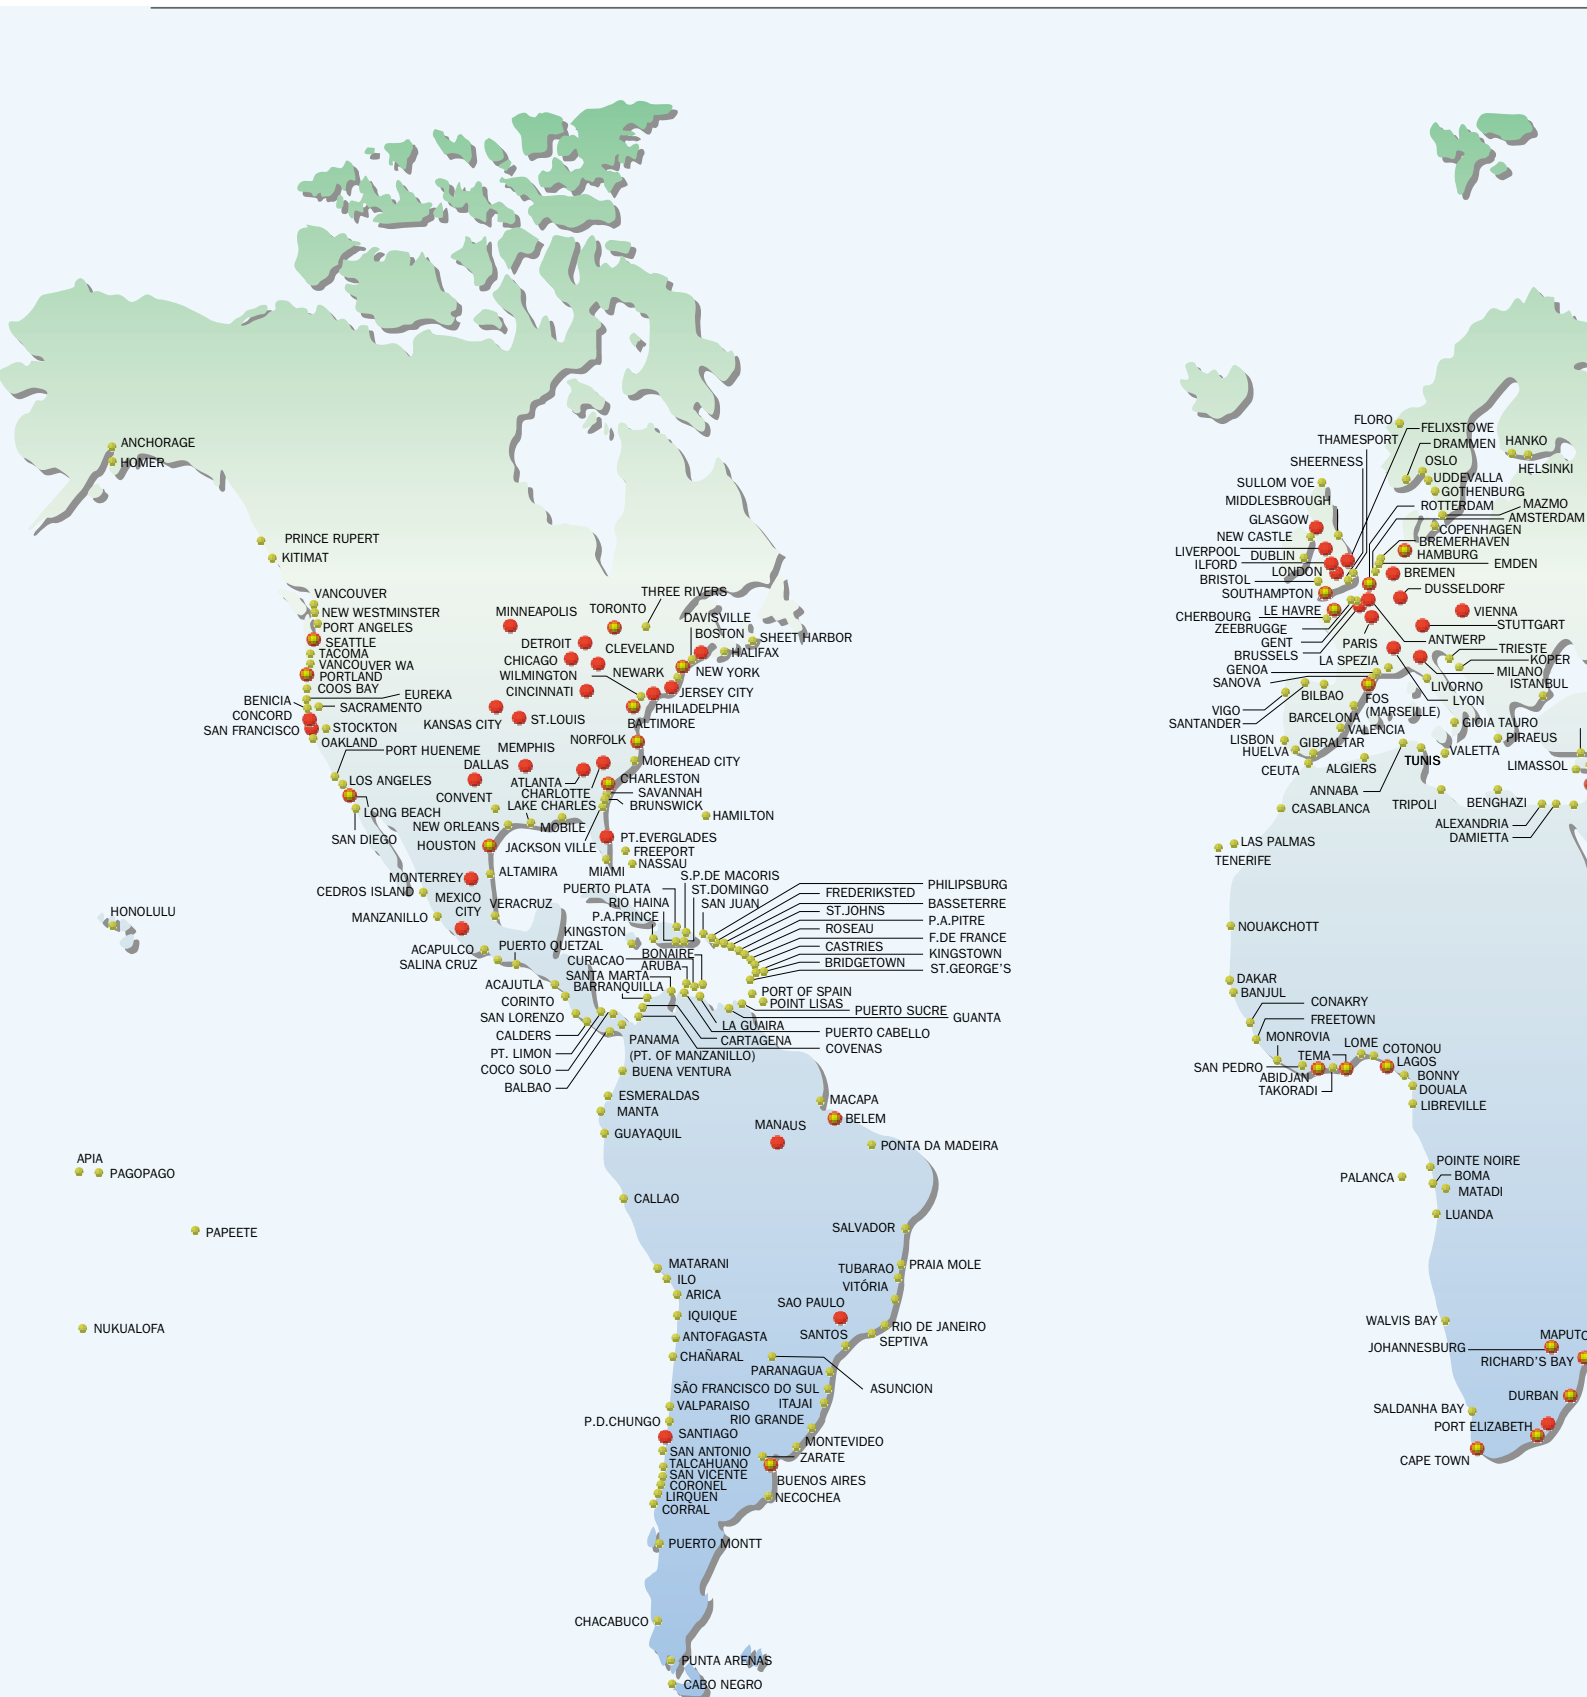 ANCHORAGE
HOMER
PRINCE RUPERT
KITIMAT
VANCOUVER
NEW WESTMINSTER
PORT ANGELES
SEATTLE
TACOMA
VANCOUVER WA
PORTLAND
COOS BAY
BENICIA
EUREKA
CONCORD
SACRAMENTO
SAN FRANCISCO
STOCKTON
OAKLAND
PORT HUENEME
LOS ANGELES
LONG BEACH
SAN DIEGO
MINNEAPOLIS
TORONTO
THREE RIVERS
DETROIT
CLEVELAND
DAVISVILLE
BOSTON
SHEET HARBOR
HALIFAX
CHICAGO
WILMINGTON
NEWARK
NEW YORK
CINCINNATI
JERSEY CITY
PHILADELPHIA
KANSAS CITY
ST.LOUIS
BALTIMORE
NORFOLK
MEMPHIS
DALLAS
MOREHEAD CITY
ATLANTA
CHARLESTON
CHARLOTTE
SAVANNAH
CONVENT
LAKE CHARLES
BRUNSWICK
HAMILTON
NEW ORLEANS
MOBILE
HOUSTON
JACKSON VILLE
PT.EVERGLADES
FREEPORT
MIAMI
NASSAU
MONTERREY
ALTAMIRA
CEDROS ISLAND
MEXICO
CITY
VERACRUZ
MANZANILLO
ACAPULCO
PUERTO QUETZAL
SALINA CRUZ
ACAJUTLA
CORINTO
SAN LORENZO
CALDERS
PT. LIMON
COCO SOLO
BALBAO
S.P.DE MACORIS
PUERTO PLATA
ST.DOMINGO
RIO HAINA
SAN JUAN
P.A.PRINCE
KINGSTON
BONAIRE
CURACAO
ARUBA
SANTA MARTA
BARRANQUILLA
PHILIPSBURG
FREDERIKSTED
BASSETERRE
ST.JOHNS
P.A.PITRE
ROSEAU
F.DE FRANCE
CASTRIES
KINGSTOWN
BRIDGETOWN
ST.GEORGE'S
PORT OF SPAIN
POINT LISAS
PUERTO SUCRE
GUANTA
LA GUAIRA
PUERTO CABELLO
CARTAGENA
COVENAS
PANAMA
(PT. OF MANZANILLO)
BUENA VENTURA
ESMERALDAS
MANTA
GUAYAQUIL
MACAPA
BELEM
MANAUS
PONTA DA MADEIRA
CALLAO
SALVADOR
MATARANI
ILO
ARICA
IQUIQUE
ANTOFAGASTA
CHAÑARAL
PRAIA MOLE
TUBARAO
VITÓRIA
SAO PAULO
RIO DE JANEIRO
SANTOS
SEPTIVA
PARANAGUA
SÃO FRANCISCO DO SUL
ASUNCION
VALPARAISO
ITAJAI
P.D.CHUNGO
RIO GRANDE
SANTIAGO
MONTEVIDEO
SAN ANTONIO
ZARATE
TALCAHUANO
SAN VICENTE
BUENOS AIRES
CORONEL
LIRQUEN
NECOCHEA
CORRAL
PUERTO MONTT
CHACABUCO
PUNTA ARENAS
CABO NEGRO
HONOLULU
APIA
PAGOPAGO
PAPEETE
NUKUALOFA
FLORO
FELIXSTOWE
THAMESPORT
DRAMMEN
HANKO
SHEERNESS
OSLO
HELSINKI
SULLOM VOE
UDDEVALLA
GOTHENBURG
MIDDLESBROUGH
ROTTERDAM
MAZMO
GLASGOW
AMSTERDAM
NEW CASTLE
COPENHAGEN
LIVERPOOL
DUBLIN
BREMERHAVEN
HAMBURG
ILFORD
EMDEN
LONDON
BREMEN
BRISTOL
DUSSELDORF
SOUTHAMPTON
CHERBOURG
LE HAVRE
VIENNA
ZEEBRUGGE
STUTTGART
GENT
PARIS
ANTWERP
BRUSSELS
TRIESTE
GENOA
LA SPEZIA
KOPER
SANOVA
MILANO
ISTANBUL
BILBAO
LIVORNO
VIGO
FOS
(MARSEILLE)
LYON
SANTANDER
BARCELONA
VALENCIA
GIOIA TAURO
LISBON
GIBRALTAR
PIRAEUS
HUELVA
TUNIS
VALETTA
CEUTA
ALGIERS
LIMASSOL
ANNABA
TRIPOLI
BENGHAZI
CASABLANCA
ALEXANDRIA
DAMIETTA
LAS PALMAS
TENERIFE
NOUAKCHOTT
DAKAR
BANJUL
CONAKRY
FREETOWN
MONROVIA
LOME
COTONOU
SAN PEDRO
TEMA
LAGOS
ABIDJAN
BONNY
TAKORADI
DOUALA
LIBREVILLE
POINTE NOIRE
PALANCA
BOMA
MATADI
LUANDA
WALVIS BAY
MAPUTO
JOHANNESBURG
RICHARD'S BAY
DURBAN
SALDANHA BAY
PORT ELIZABETH
CAPE TOWN